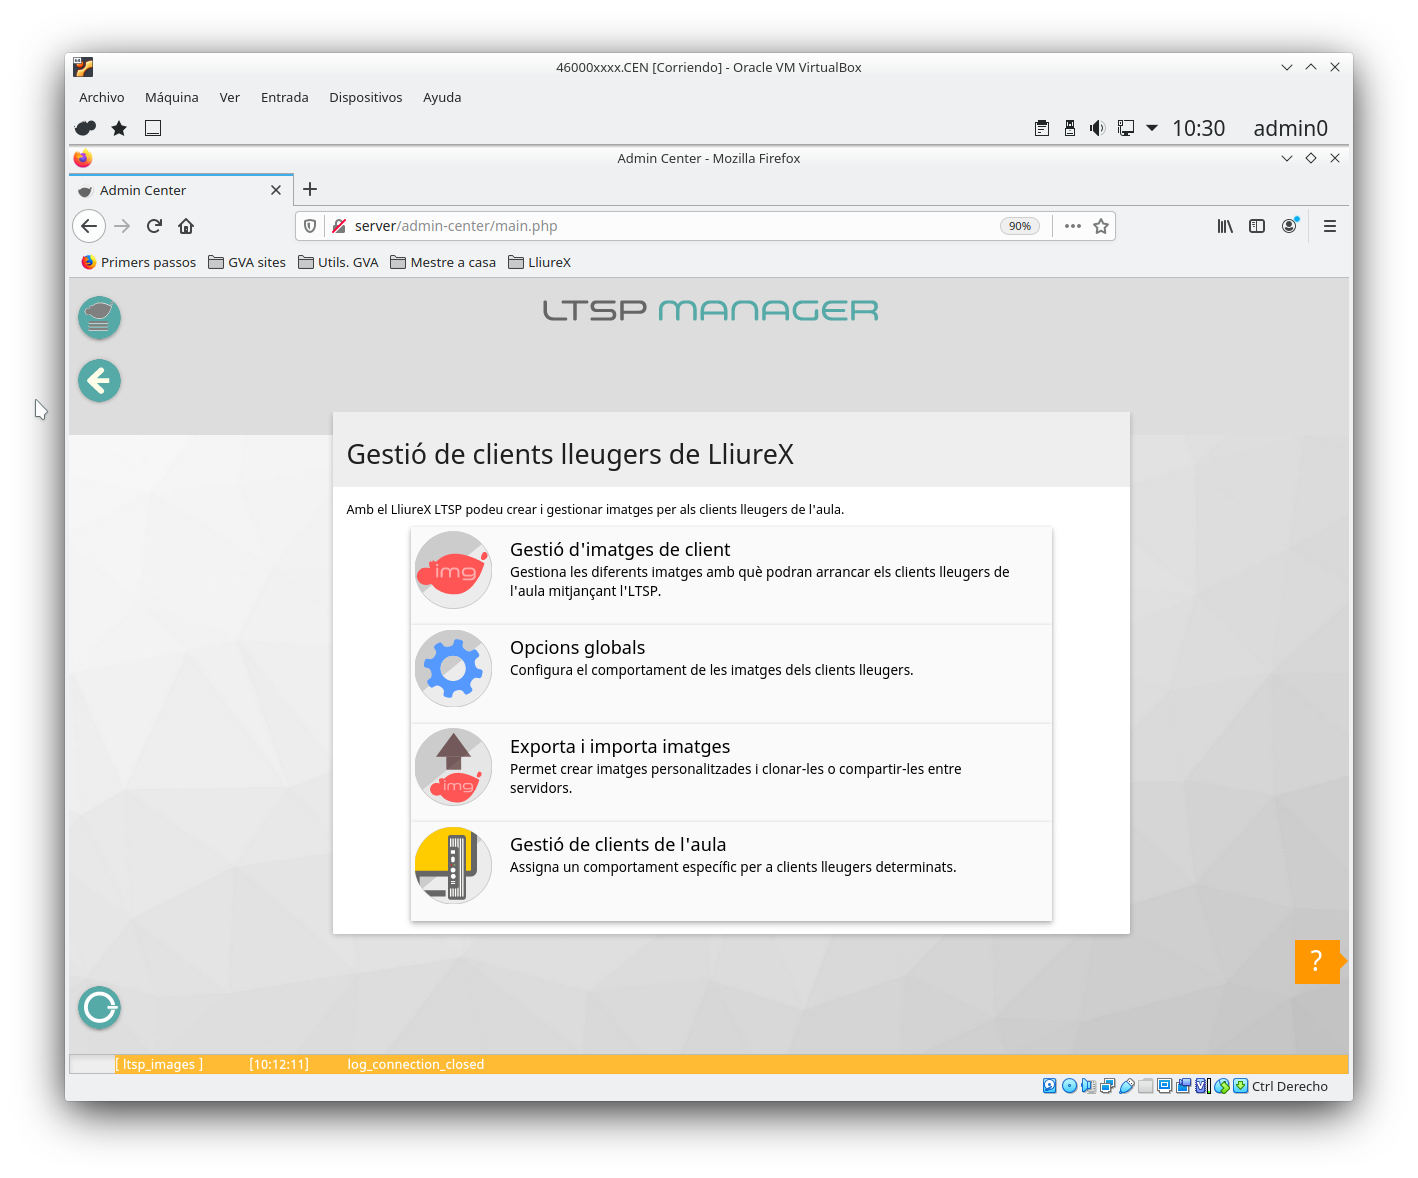 46000xxxx.CEN [Corriendo] - Oracle VM VirtualBox
Archivo Máquina Ver Entrada Dispositivos Ayuda
10:30 admin0
Admin Center - Mozilla Firefox
Admin Center
server/admin-center/main.php 90%
Primers passos GVA sites Utils. GVA Mestre a casa LliureX
LTSP MANAGER
Gestió de clients lleugers de LliureX
Amb el LliureX LTSP podeu crear i gestionar imatges per als clients lleugers de l'aula.
img
Gestió d'imatges de client
Gestiona les diferents imatges amb què podran arrancar els clients lleugers de
l'aula mitjançant l'LTSP.
Opcions globals
Configura el comportament de les imatges dels clients lleugers.
img
Exporta i importa imatges
Permet crear imatges personalitzades i clonar-les o compartir-les entre
servidors.
Gestió de clients de l'aula
Assigna un comportament específic per a clients lleugers determinats.
?
[ ltsp_images ] [10:12:11] log_connection_closed
Ctrl Derecho